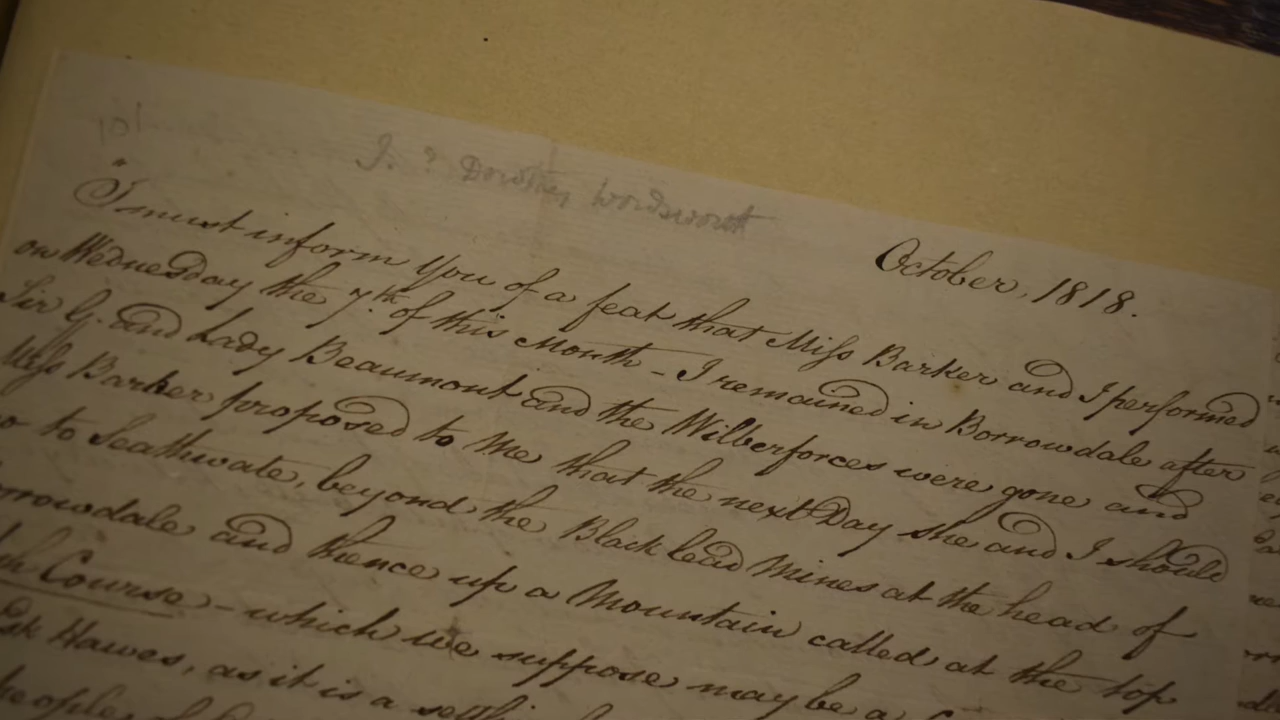 J. ? Dorothy Wordsworth
October, 1818.
"I must inform you of a feat that Miss Barker and I performed
on Wednesday the 7th. of this Month - I remained in Borrowdale after
Sir G. and Lady Beaumont and the Wilberforces were gone and
Miss Barker proposed to me that the next Day she and I should
go to Seathwaite, beyond the Black lead Mines at the head of
Borrowdale and thence up a Mountain called at the top
Course - which we suppose may be a
Esk Hawes, as it is a